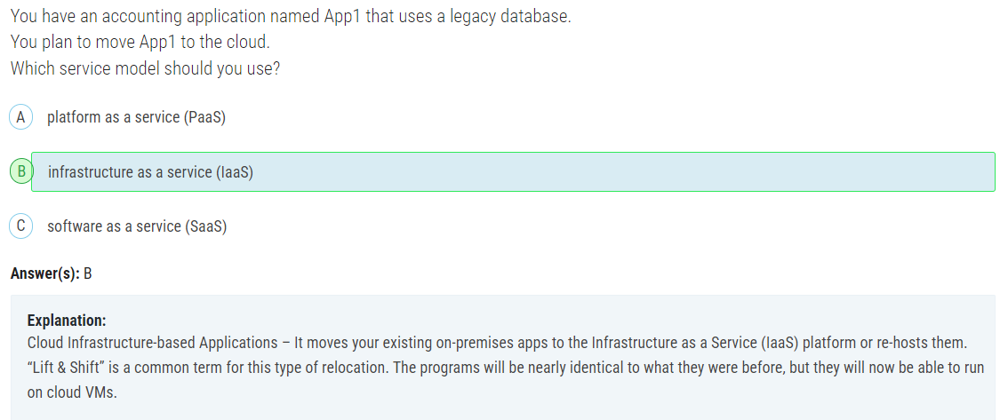 You have an accounting application named App1 that uses a legacy database.
You plan to move App1 to the cloud.
Which service model should you use?
A platform as a service (PaaS)
B infrastructure as a service (IaaS)
C software as a service (SaaS)
Answer(s): B
Explanation:
Cloud Infrastructure-based Applications – It moves your existing on-premises apps to the Infrastructure as a Service (IaaS) platform or re-hosts them.
“Lift & Shift” is a common term for this type of relocation. The programs will be nearly identical to what they were before, but they will now be able to run
on cloud VMs.